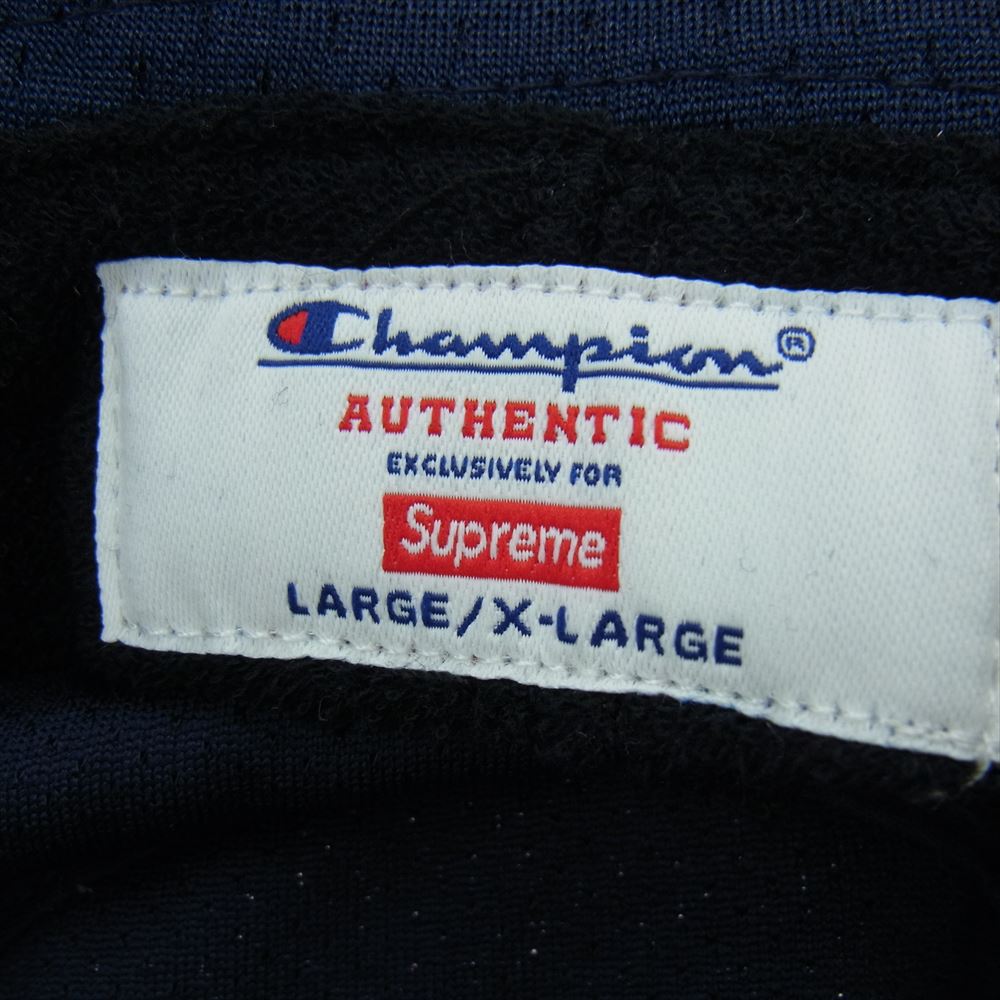 Champion®
AUTHENTIC
EXCLUSIVELY FOR
Supreme
LARGE/X-LARGE